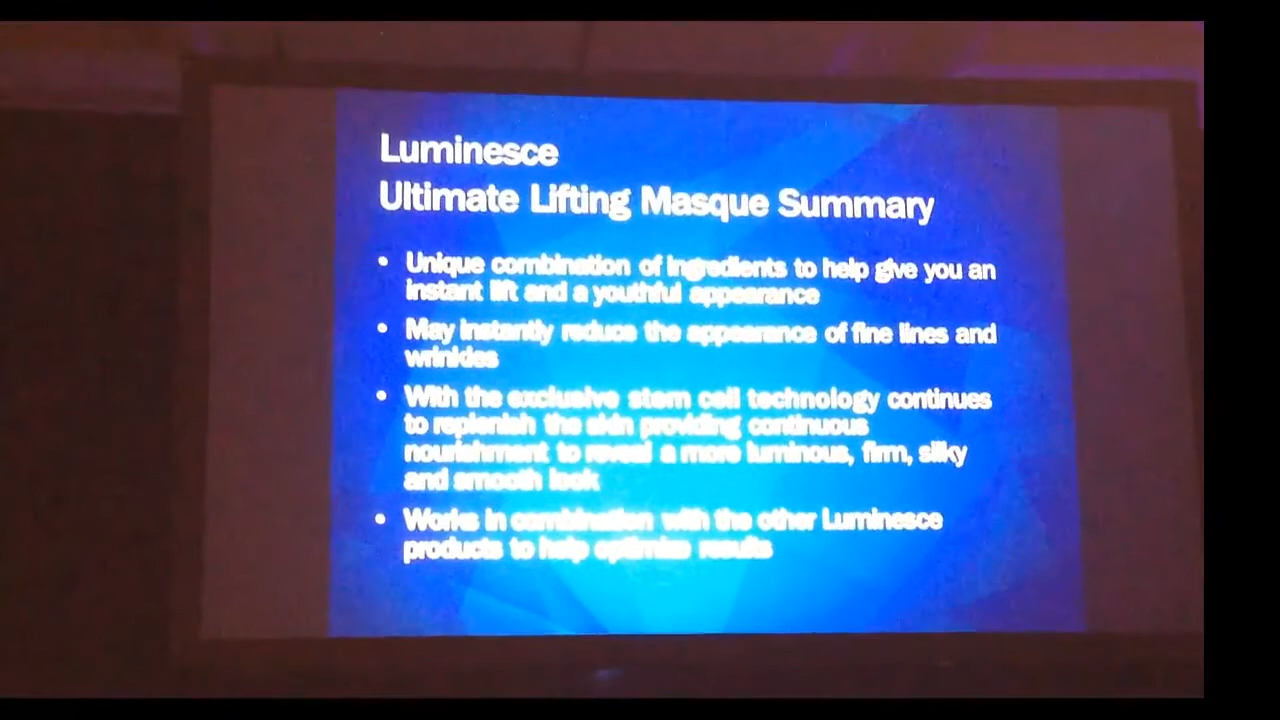 Luminesce
Ultimate Lifting Masque Summary
• Unique combination of ingredients to help give you an
instant lift and a youthful appearance
• May instantly reduce the appearance of fine lines and
wrinkles
• With the exclusive stem cell technology continues
to replenish the skin providing continuous
nourishment to reveal a more luminous, firm, silky
and smooth look
• Works in combination with the other Luminesce
products to help optimize results